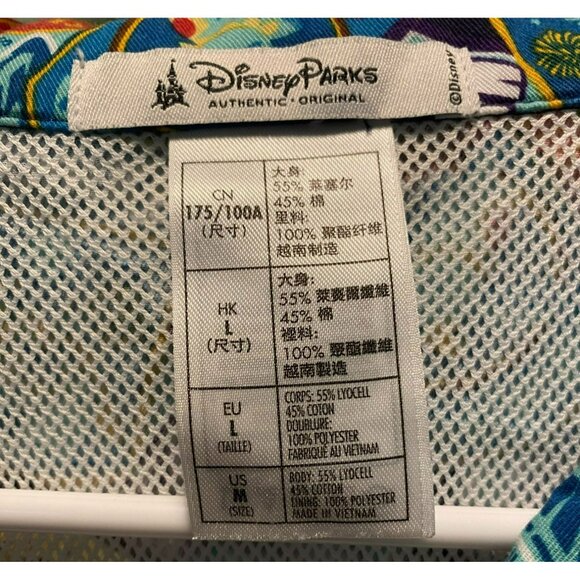 Disney PARKS
AUTHENTIC • ORIGINAL
©Disney
CN
175/100A
(尺寸)
大身:
55% 莱塞尔
45% 棉
里料:
100% 聚酯纤维
越南制造
HK
L
(尺寸)
大身:
55% 萊賽爾纖維
45% 棉
裡料:
100% 聚酯纖維
越南製造
EU
L
(TAILLE)
CORPS: 55% LYOCELL
45% COTON
DOUBLURE:
100% POLYESTER
FABRIQUÉ AU VIETNAM
US
M
(SIZE)
BODY: 55% LYOCELL
45% COTTON
LINING: 100% POLYESTER
MADE IN VIETNAM